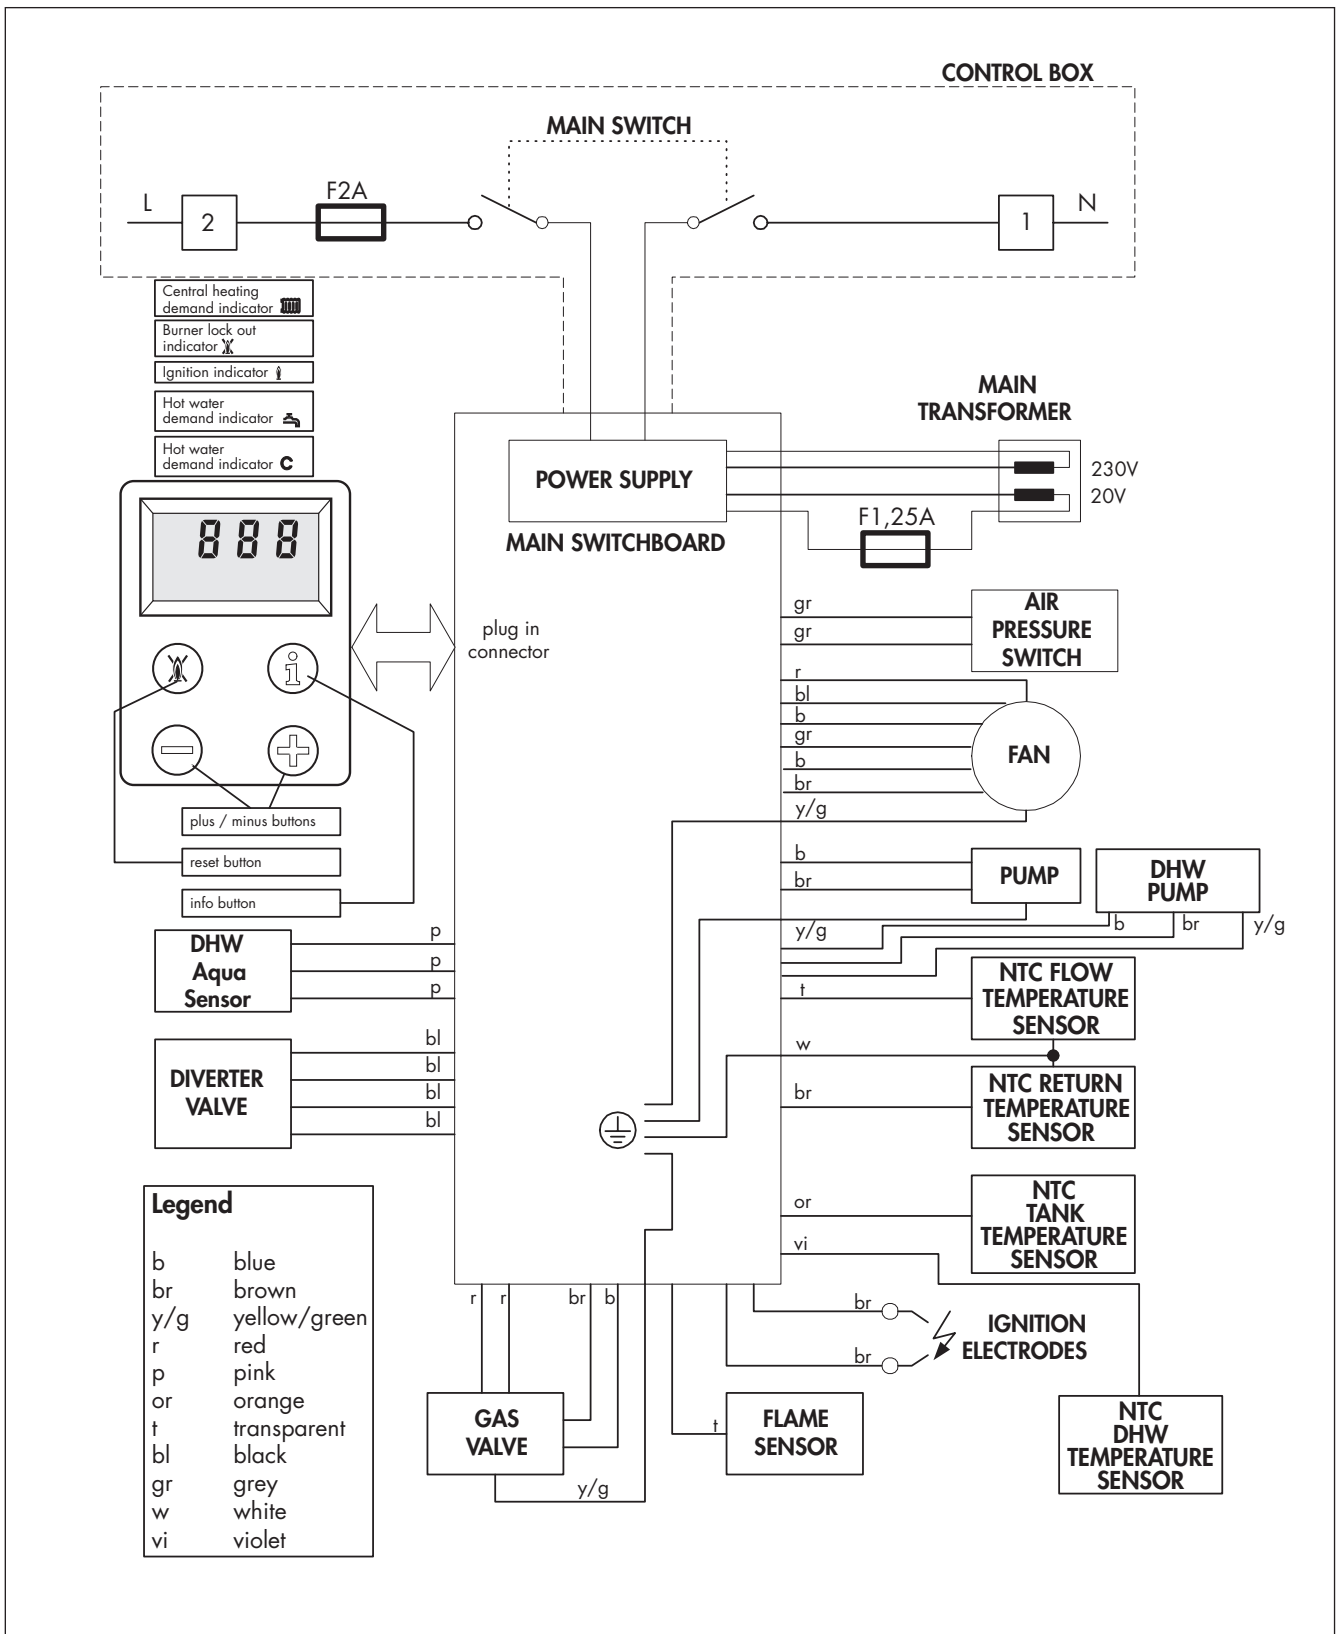 CONTROL BOX
MAIN SWITCH
L
2
F2A
1
N
Central heating
demand indicator
Burner lock out
indicator
Ignition indicator
Hot water
demand indicator
Hot water
demand indicator C
MAIN
TRANSFORMER
POWER SUPPLY
230V
20V
F1,25A
MAIN SWITCHBOARD
888
plug in
connector
i
plus / minus buttons
reset button
info button
gr
gr
AIR
PRESSURE
SWITCH
r
bl
b
gr
b
br
y/g
FAN
b
br
PUMP
y/g
DHW
PUMP
b
br
y/g
DHW
Aqua
Sensor
p
p
p
t
NTC FLOW
TEMPERATURE
SENSOR
w
br
NTC RETURN
TEMPERATURE
SENSOR
DIVERTER
VALVE
bl
bl
bl
bl
or
NTC
TANK
TEMPERATURE
SENSOR
vi
Legend
b blue
br brown
y/g yellow/green
r red
p pink
or orange
t transparent
bl black
gr grey
w white
vi violet
r
r
br
b
br
br
IGNITION
ELECTRODES
GAS
VALVE
y/g
t
FLAME
SENSOR
NTC
DHW
TEMPERATURE
SENSOR